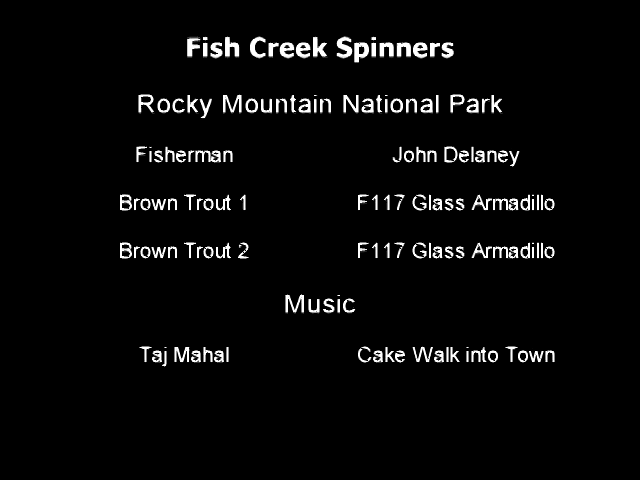 Fish Creek Spinners
Rocky Mountain National Park
Fisherman John Delaney
Brown Trout 1 F117 Glass Armadillo
Brown Trout 2 F117 Glass Armadillo
Music
Taj Mahal Cake Walk into Town